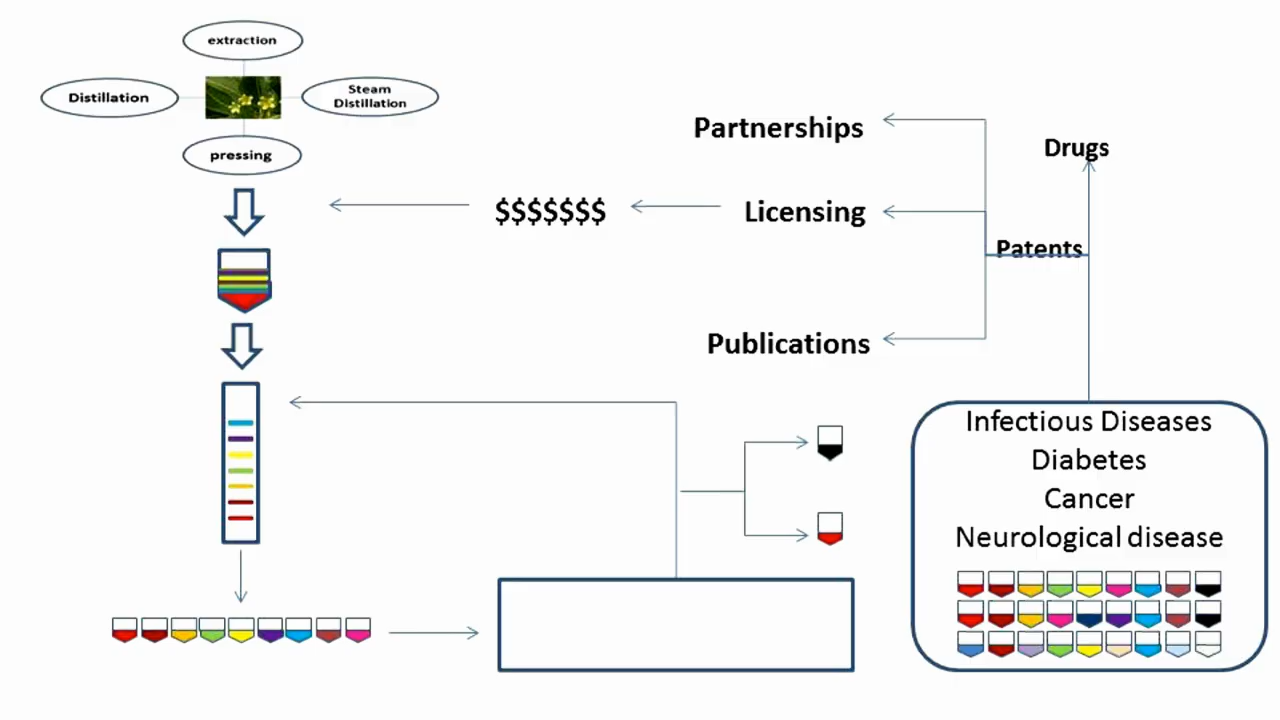 extraction
Distillation
Steam
Distillation
pressing
Partnerships
Drugs
$$$$$$$
Licensing
Patents
Publications
Infectious Diseases
Diabetes
Cancer
Neurological disease